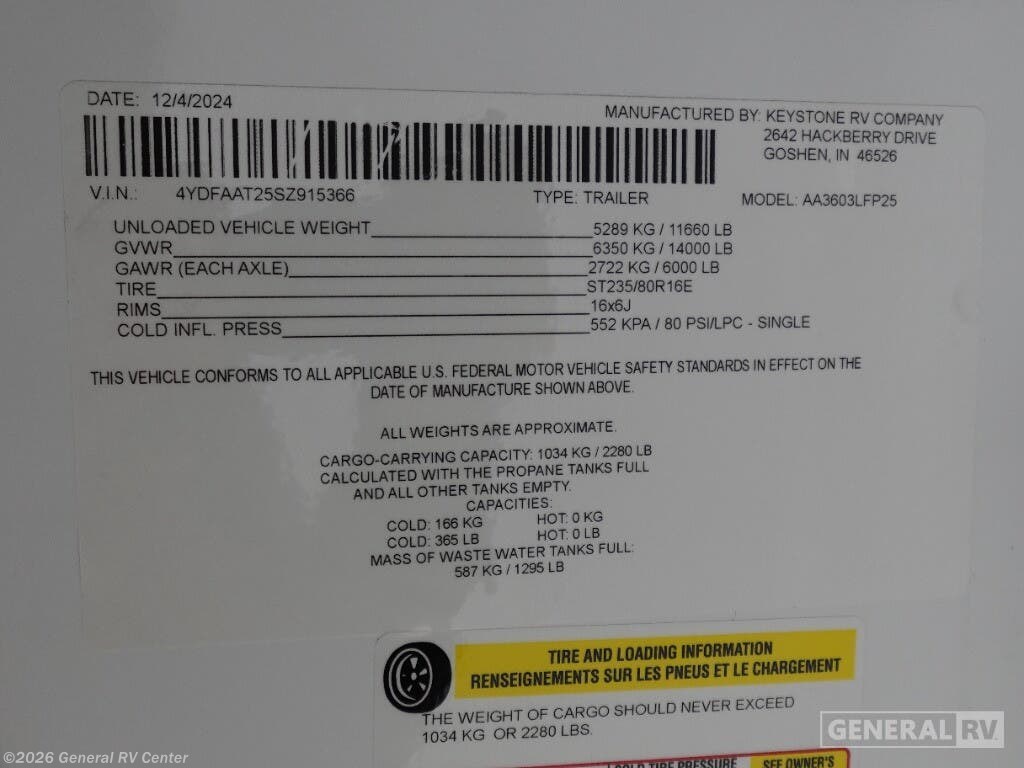 DATE: 12/4/2024
MANUFACTURED BY: KEYSTONE RV COMPANY
2642 HACKBERRY DRIVE
GOSHEN, IN 46526
V.I.N.: 4YDFAAT25SZ915366 TYPE: TRAILER MODEL: AA3603LFP25
UNLOADED VEHICLE WEIGHT 5289 KG / 11660 LB
GVWR 6350 KG / 14000 LB
GAWR (EACH AXLE) 2722 KG / 6000 LB
TIRE ST235/80R16E
RIMS 16x6J
COLD INFL. PRESS 552 KPA / 80 PSI/LPC - SINGLE
THIS VEHICLE CONFORMS TO ALL APPLICABLE U.S. FEDERAL MOTOR VEHICLE SAFETY STANDARDS IN EFFECT ON THE
DATE OF MANUFACTURE SHOWN ABOVE.
ALL WEIGHTS ARE APPROXIMATE.
CARGO-CARRYING CAPACITY: 1034 KG / 2280 LB
CALCULATED WITH THE PROPANE TANKS FULL
AND ALL OTHER TANKS EMPTY.
CAPACITIES:
COLD: 166 KG HOT: 0 KG
COLD: 365 LB HOT: 0 LB
MASS OF WASTE WATER TANKS FULL:
587 KG / 1295 LB
TIRE AND LOADING INFORMATION
RENSEIGNEMENTS SUR LES PNEUS ET LE CHARGEMENT
THE WEIGHT OF CARGO SHOULD NEVER EXCEED
1034 KG OR 2280 LBS.
COLD TIRE PRESSURE SEE OWNER'S
GENERAL RV
©2026 General RV Center